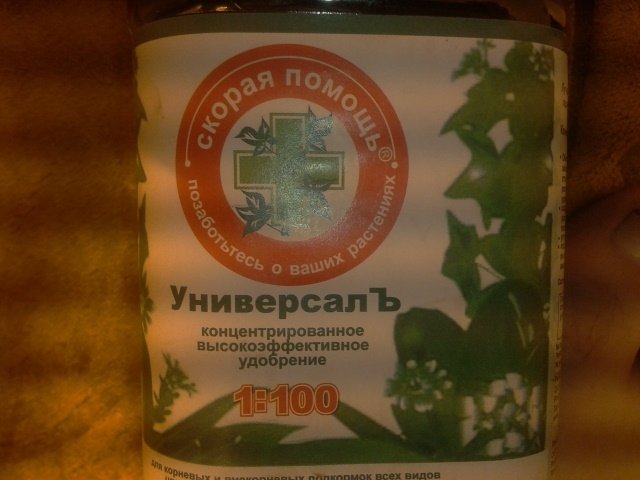 скорая помощь®
позаботьтесь о ваших растениях
УниверсалЪ
концентрированное
высокоэффективное
удобрение
1:100
для корневых и внекорневых подкормок всех видов